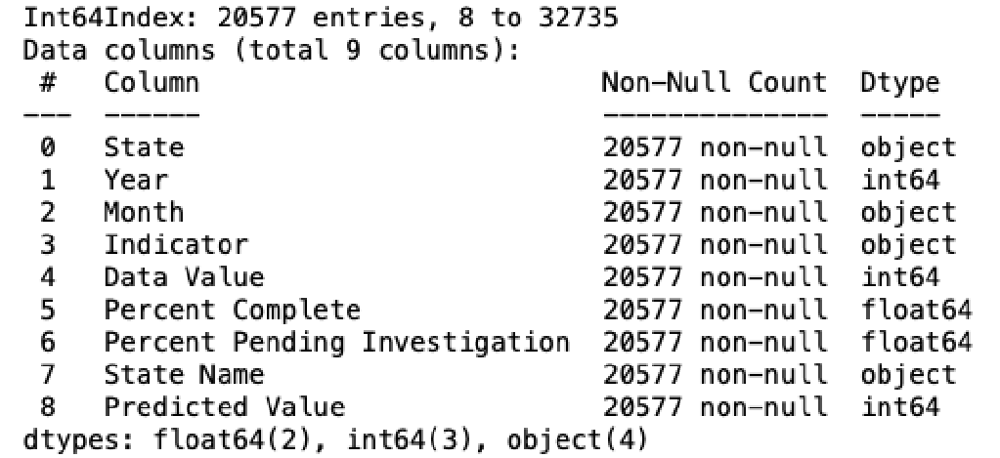 Int64Index: 20577 entries, 8 to 32735
Data columns (total 9 columns):
 #   Column                         Non-Null Count  Dtype
---  ------                         --------------  -----
 0   State                          20577 non-null  object
 1   Year                           20577 non-null  int64
 2   Month                          20577 non-null  object
 3   Indicator                      20577 non-null  object
 4   Data Value                     20577 non-null  int64
 5   Percent Complete               20577 non-null  float64
 6   Percent Pending Investigation  20577 non-null  float64
 7   State Name                     20577 non-null  object
 8   Predicted Value                20577 non-null  int64
dtypes: float64(2), int64(3), object(4)